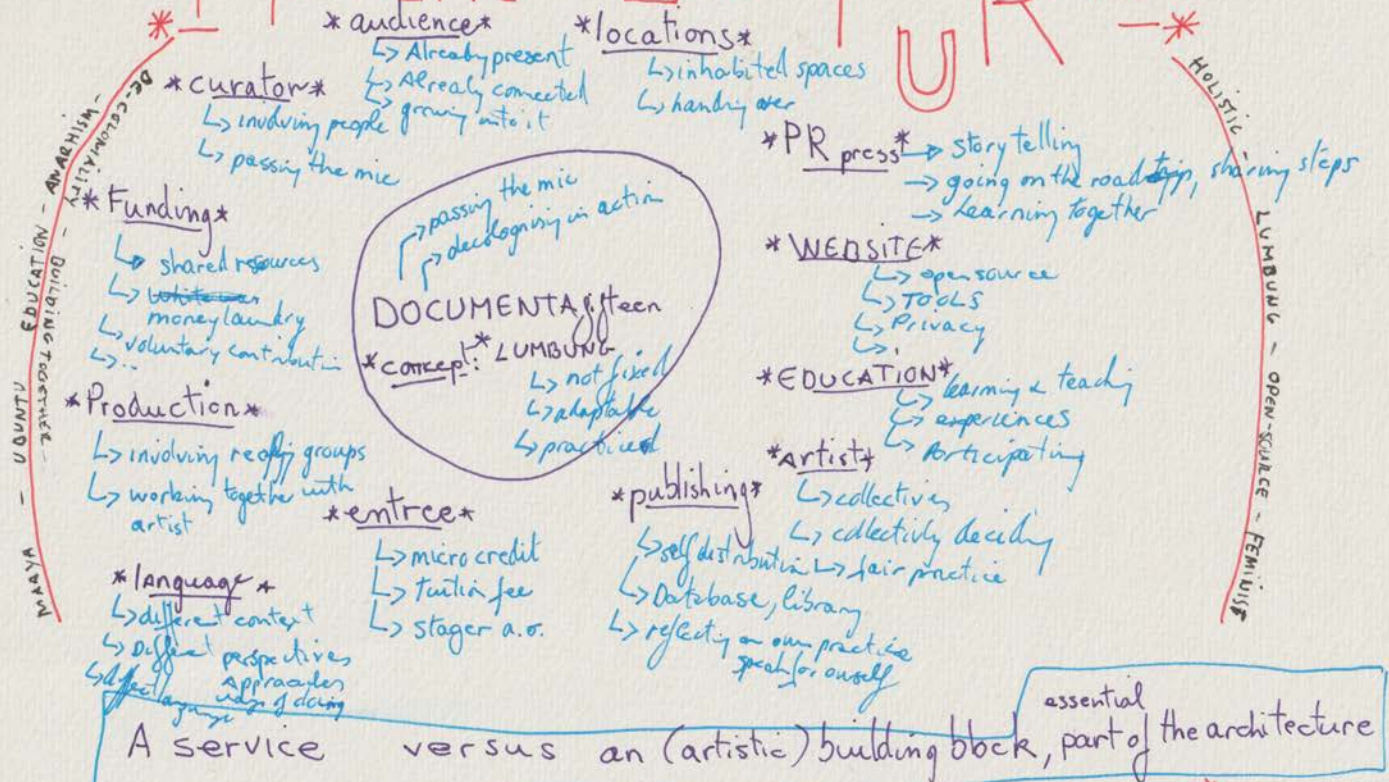 UR
*audience*
↳ Already present
↳ Already connected
↳ growing into it
*locations*
↳ inhabited spaces
↳ handing over
*curator*
↳ involving people
↳ passing the mic
*PR press*
→ story telling
→ going on the road, sharing steps
→ Learning together
*Funding*
↳ shared resources
↳ money laundry
↳ voluntary contribution
↳ ..
→ passing the mic
→ in action
DOCUMENTA fifteen
*concept:* LUMBUNG
↳ not fixed
↳ adaptable
↳ practiced
*WEBSITE*
↳ open source
↳ TOOLS
↳ Privacy
↳
*EDUCATION*
↳ learning & teaching
↳ experiences
↳ Participating
*Production*
↳ involving groups
↳ working together with
artist
*Artist*
↳ collectives
↳ collectively deciding
↳ fair practice
*entree*
↳ micro credit
↳ Tuition fee
↳ stager a.o.
*publishing*
↳ self distribution
↳ Database, library
↳ reflecting on own practice
speak for ourself
*language*
↳ different context
↳ Different perspectives
Approaches
ways of doing
MAAYA - UBUNTU EDUCATION - ANARHISM -
DE-COLONIALITY - BUILDING TOGETHER -
HOLISTIC LUMBUNG - OPEN-SOURCE - FEMINIST
A service versus an (artistic) building block, essential part of the architecture